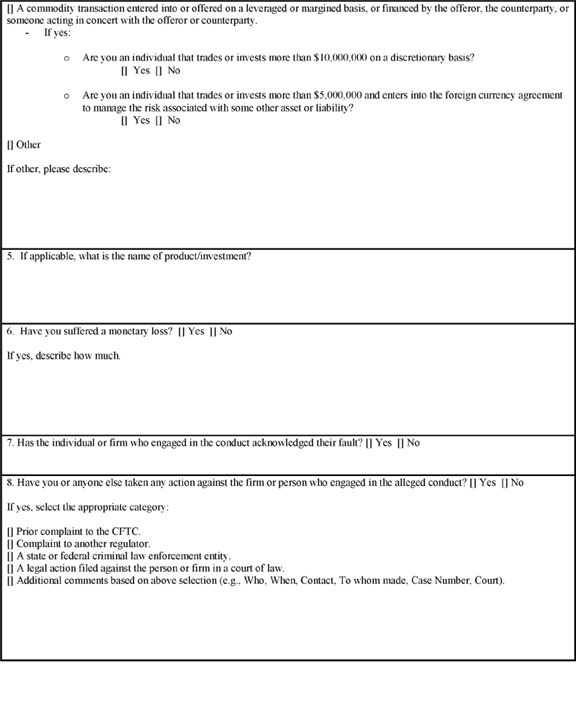 [] A commodity transaction entered into or offered on a leveraged or margined basis, or financed by the offeror, the counterparty, or
someone acting in concert with the offeror or counterparty.
- If yes:
o Are you an individual that trades or invests more than $10,000,000 on a discretionary basis?
[] Yes [] No
o Are you an individual that trades or invests more than $5,000,000 and enters into the foreign currency agreement
to manage the risk associated with some other asset or liability?
[] Yes [] No
[] Other
If other, please describe:
5. If applicable, what is the name of product/investment?
6. Have you suffered a monetary loss? [] Yes [] No
If yes, describe how much.
7. Has the individual or firm who engaged in the conduct acknowledged their fault? [] Yes [] No
8. Have you or anyone else taken any action against the firm or person who engaged in the alleged conduct? [] Yes [] No
If yes, select the appropriate category:
[] Prior complaint to the CFTC.
[] Complaint to another regulator.
[] A state or federal criminal law enforcement entity.
[] A legal action filed against the person or firm in a court of law.
[] Additional comments based on above selection (e.g., Who, When, Contact, To whom made, Case Number, Court).